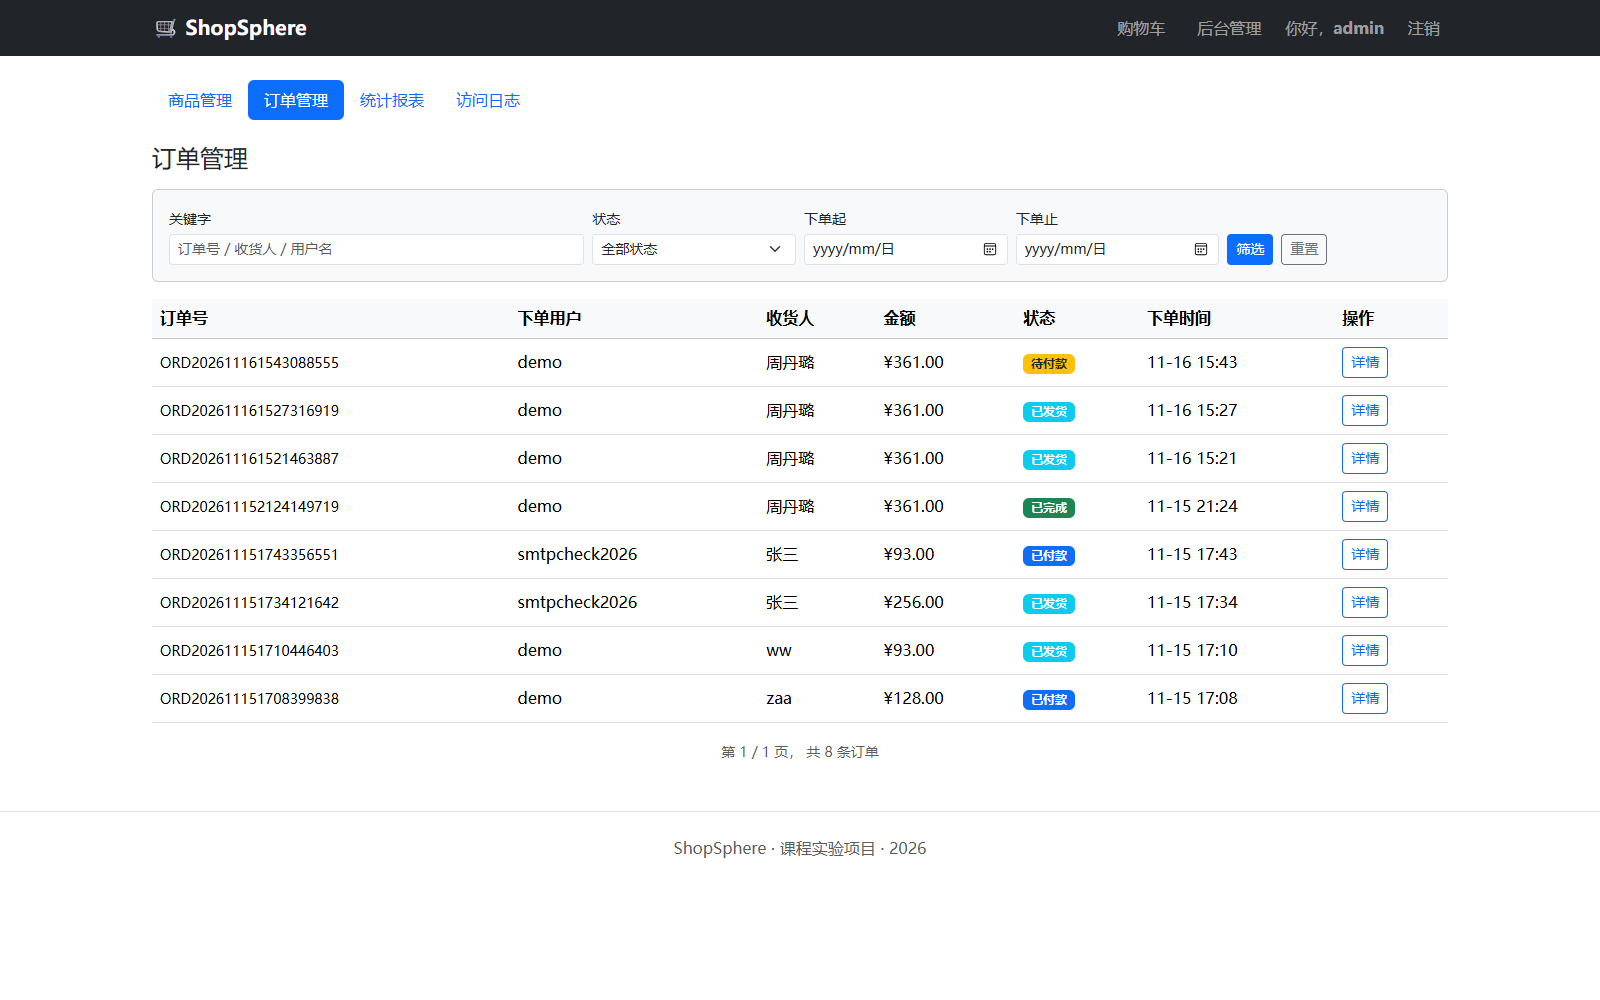 ShopSphere 购物车 后台管理 你好，admin 注销
商品管理 订单管理 统计报表 访问日志
订单管理
关键字 状态 下单起 下单止
订单号 / 收货人 / 用户名 全部状态 yyyy/mm/日 yyyy/mm/日 筛选 重置
订单号 下单用户 收货人 金额 状态 下单时间 操作
ORD202611161543088555 demo 周丹璐 ¥361.00 待付款 11-16 15:43 详情
ORD202611161527316919 demo 周丹璐 ¥361.00 已发货 11-16 15:27 详情
ORD202611161521463887 demo 周丹璐 ¥361.00 已发货 11-16 15:21 详情
ORD202611152124149719 demo 周丹璐 ¥361.00 已完成 11-15 21:24 详情
ORD202611151743356551 smtpcheck2026 张三 ¥93.00 已付款 11-15 17:43 详情
ORD202611151734121642 smtpcheck2026 张三 ¥256.00 已发货 11-15 17:34 详情
ORD202611151710446403 demo ww ¥93.00 已发货 11-15 17:10 详情
ORD202611151708399838 demo zaa ¥128.00 已付款 11-15 17:08 详情
第 1 / 1 页， 共 8 条订单
ShopSphere · 课程实验项目 · 2026